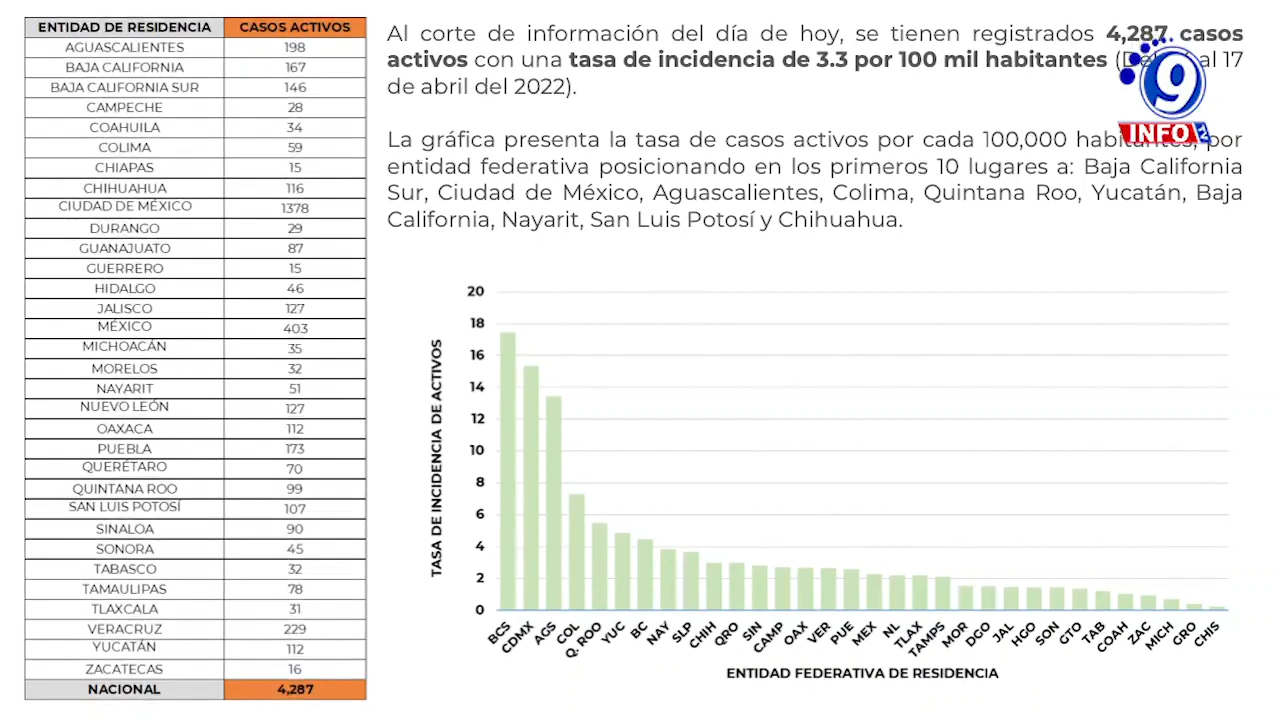 ENTIDAD DE RESIDENCIA CASOS ACTIVOS
AGUASCALIENTES 198
BAJA CALIFORNIA 167
BAJA CALIFORNIA SUR 146
CAMPECHE 28
COAHUILA 34
COLIMA 59
CHIAPAS 15
CHIHUAHUA 116
CIUDAD DE MÉXICO 1378
DURANGO 29
GUANAJUATO 87
GUERRERO 15
HIDALGO 46
JALISCO 127
MÉXICO 403
MICHOACÁN 35
MORELOS 32
NAYARIT 51
NUEVO LEÓN 127
OAXACA 112
PUEBLA 173
QUERÉTARO 70
QUINTANA ROO 99
SAN LUIS POTOSÍ 107
SINALOA 90
SONORA 45
TABASCO 32
TAMAULIPAS 78
TLAXCALA 31
VERACRUZ 229
YUCATÁN 112
ZACATECAS 16
NACIONAL 4,287
Al corte de información del día de hoy, se tienen registrados 4,287 casos
activos con una tasa de incidencia de 3.3 por 100 mil habitantes al 17
de abril del 2022).
La gráfica presenta la tasa de casos activos por cada 100,000 habitantes, por
entidad federativa posicionando en los primeros 10 lugares a: Baja California
Sur, Ciudad de México, Aguascalientes, Colima, Quintana Roo, Yucatán, Baja
California, Nayarit, San Luis Potosí y Chihuahua.
9
INFO TV
TASA DE INCIDENCIA DE ACTIVOS
20
18
16
14
12
10
8
6
4
2
0
BCS CDMX AGS COL Q. ROO YUC BC NAY SLP CHIH QRO SIN CAMP OAX VER PUE MEX NL TLAX TAMPS MOR DGO JAL HGO SON GTO TAB COAH ZAC MICH GRO CHIS
ENTIDAD FEDERATIVA DE RESIDENCIA